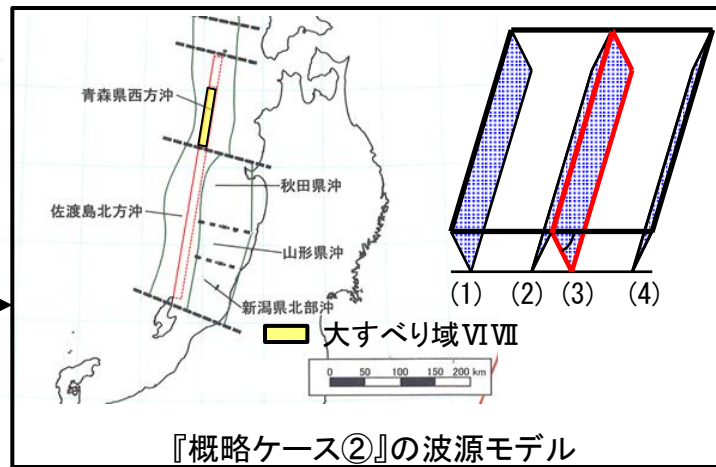 青森県西方沖
秋田県沖
佐渡島北方沖
山形県沖
新潟県北部沖
(1) (2) (3) (4)
大すべり域ⅥⅦ
0 50 100 150 200 km
『概略ケース②』の波源モデル